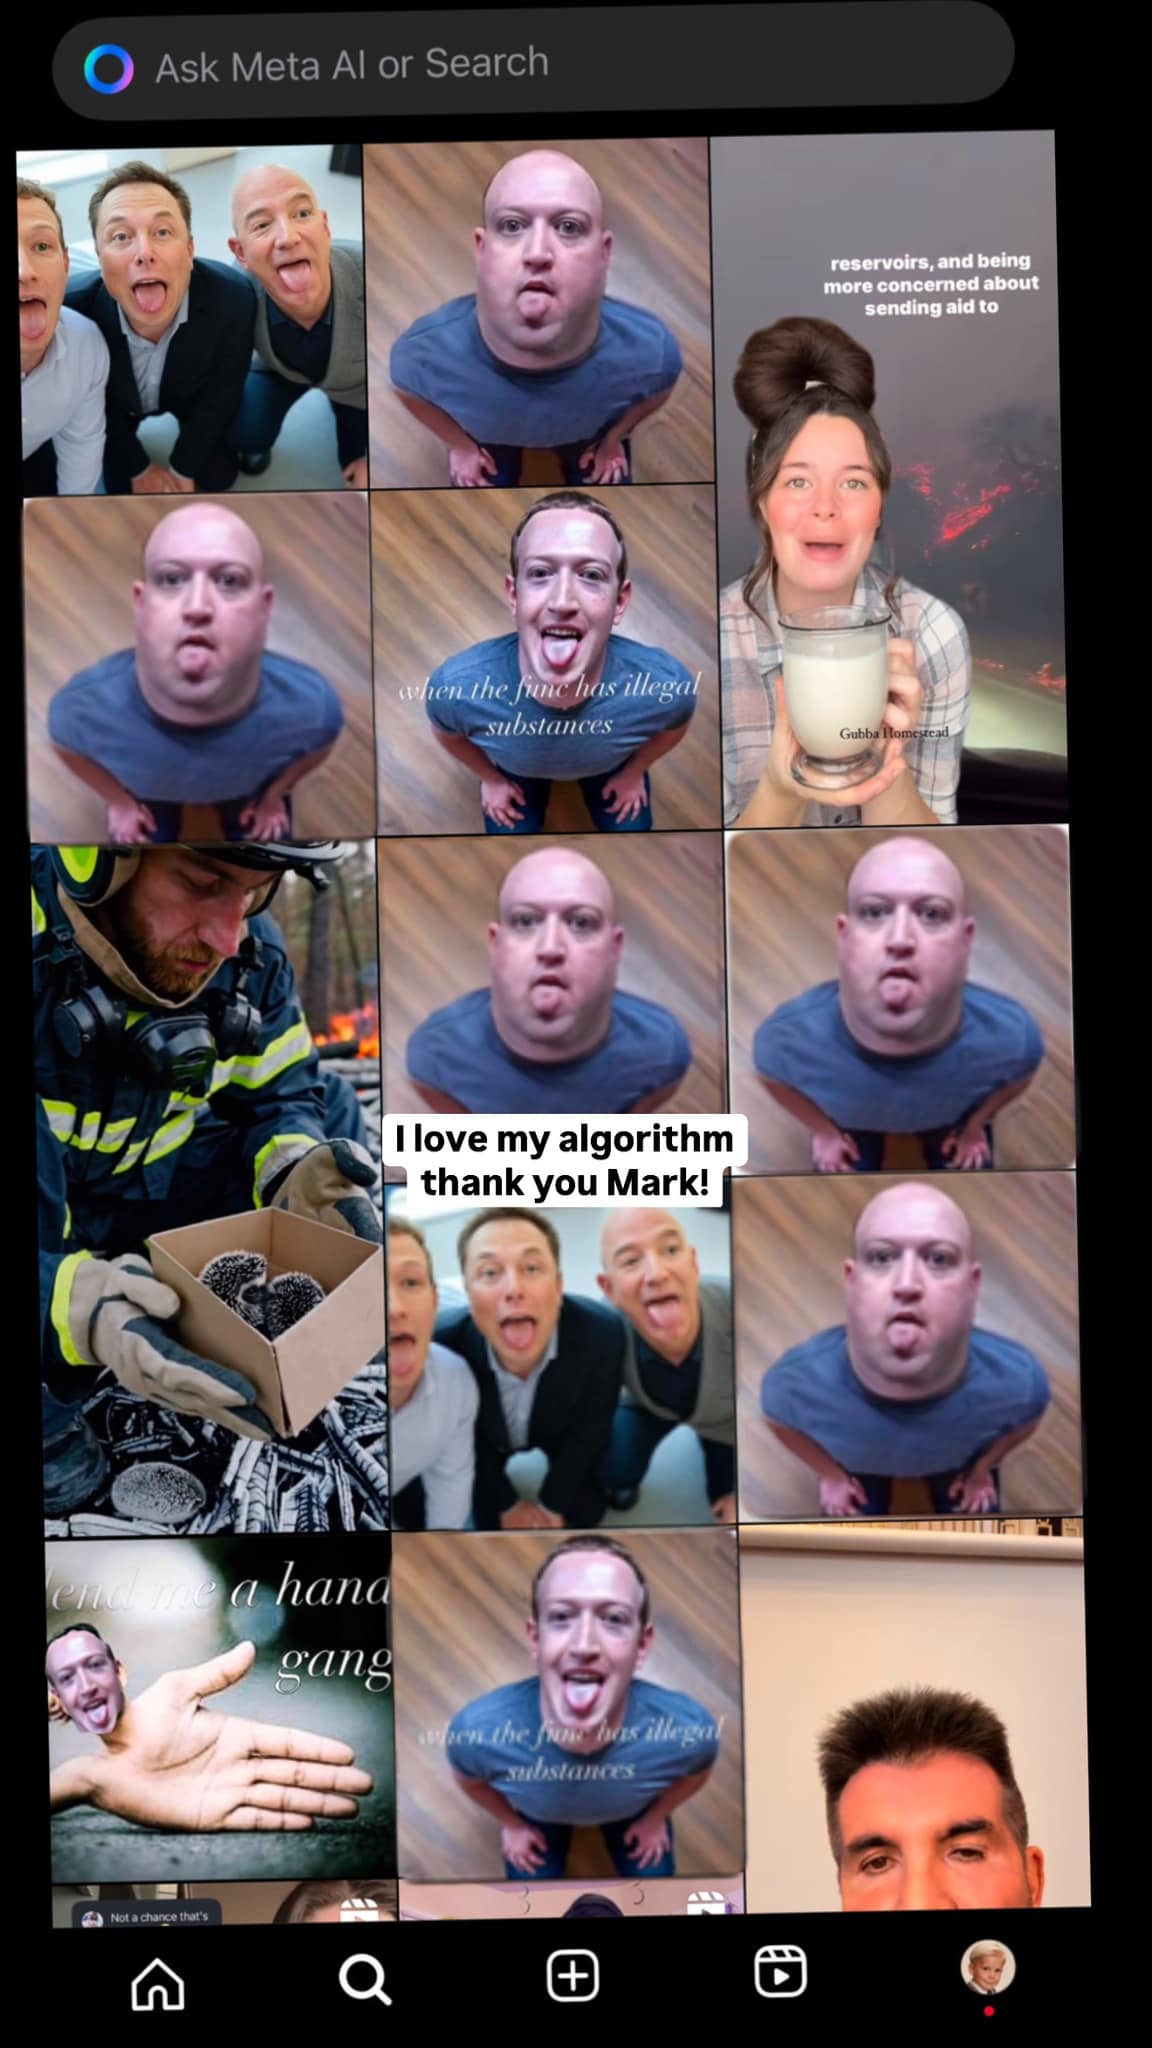 Ask Meta AI or Search
reservoirs, and being
more concerned about
sending aid to
when the func has illegal
substances
Gubba Homestead
I love my algorithm
thank you Mark!
end me a hand
gang
when the func has illegal
substances
Not a chance that's